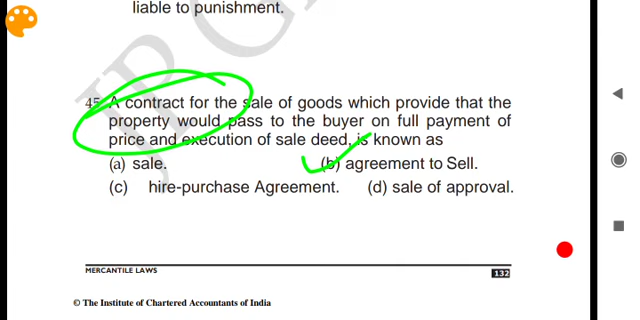 liable to punishment.
45. A contract for the sale of goods which provide that the
property would pass to the buyer on full payment of
price and execution of sale deed, is known as
(a) sale. (b) agreement to Sell.
(c) hire-purchase Agreement. (d) sale of approval.
MERCANTILE LAWS 132
© The Institute of Chartered Accountants of India